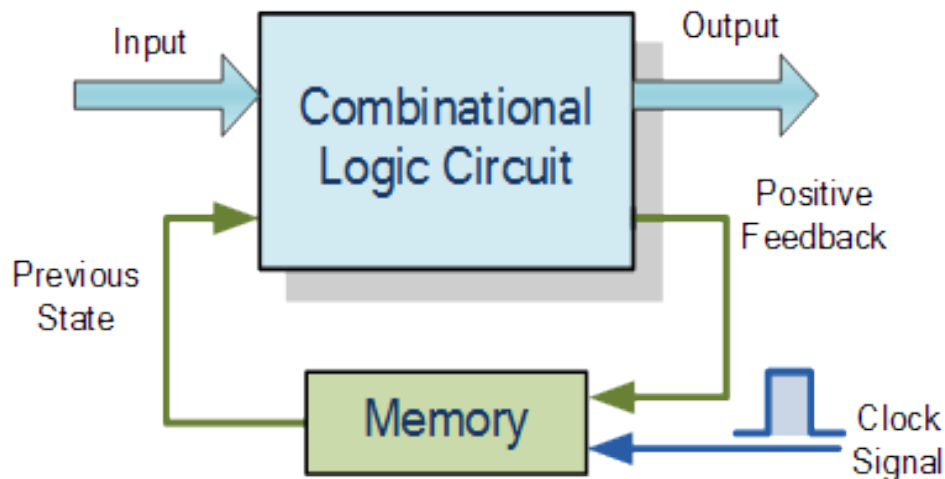 Input
Output
Combinational
Logic Circuit
Positive
Feedback
Previous
State
Memory
Clock
Signal